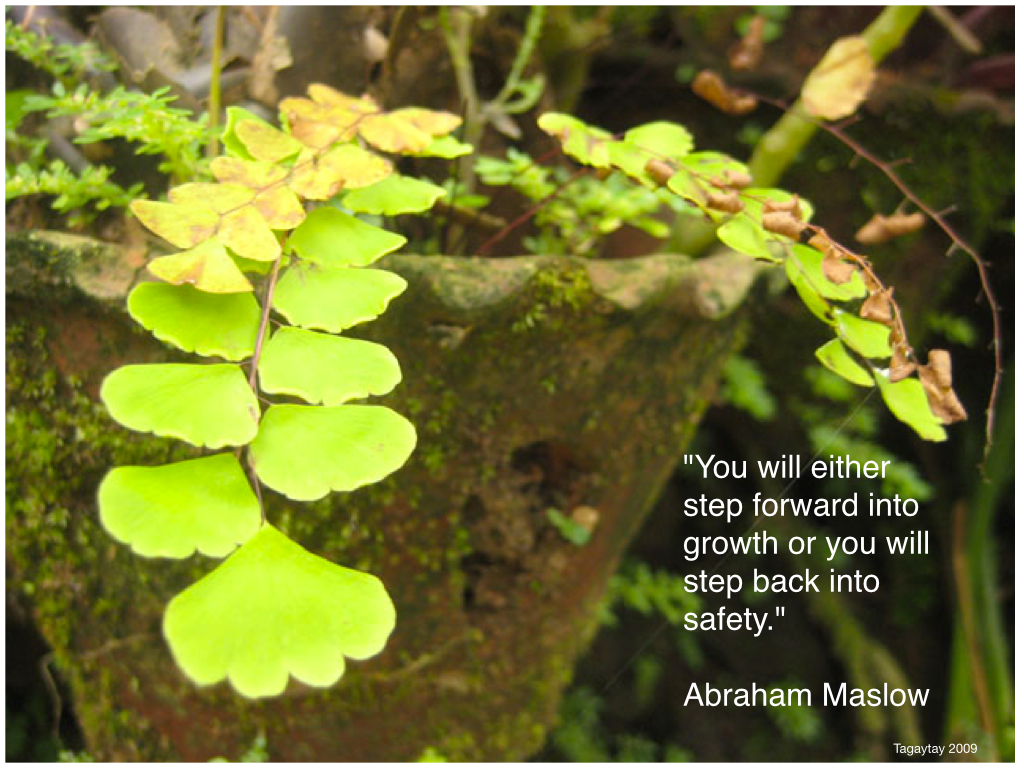 "You will either
step forward into
growth or you will
step back into
safety."
Abraham Maslow
Tagaytay 2009